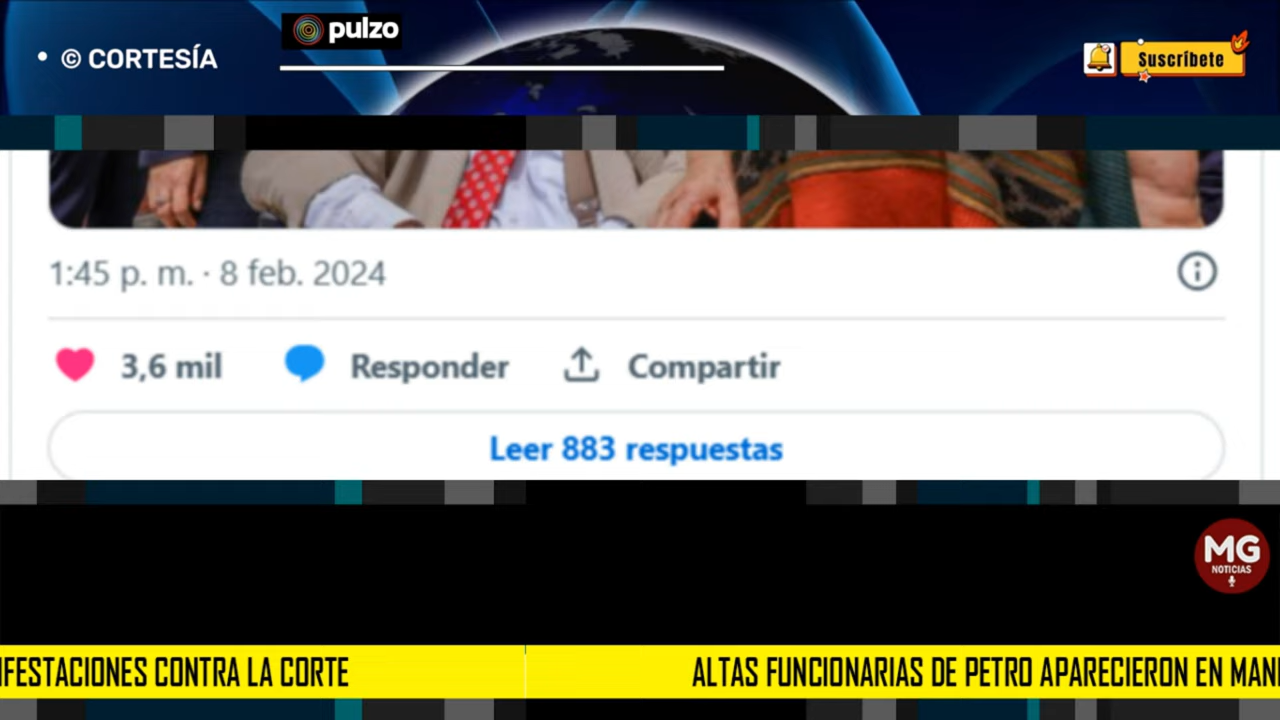 • © CORTESÍA
pulzo
Suscríbete
1:45 p. m. · 8 feb. 2024
3,6 mil
Responder
Compartir
Leer 883 respuestas
MG
NOTICIAS
FESTACIONES CONTRA LA CORTE
ALTAS FUNCIONARIAS DE PETRO APARECIERON EN MAN